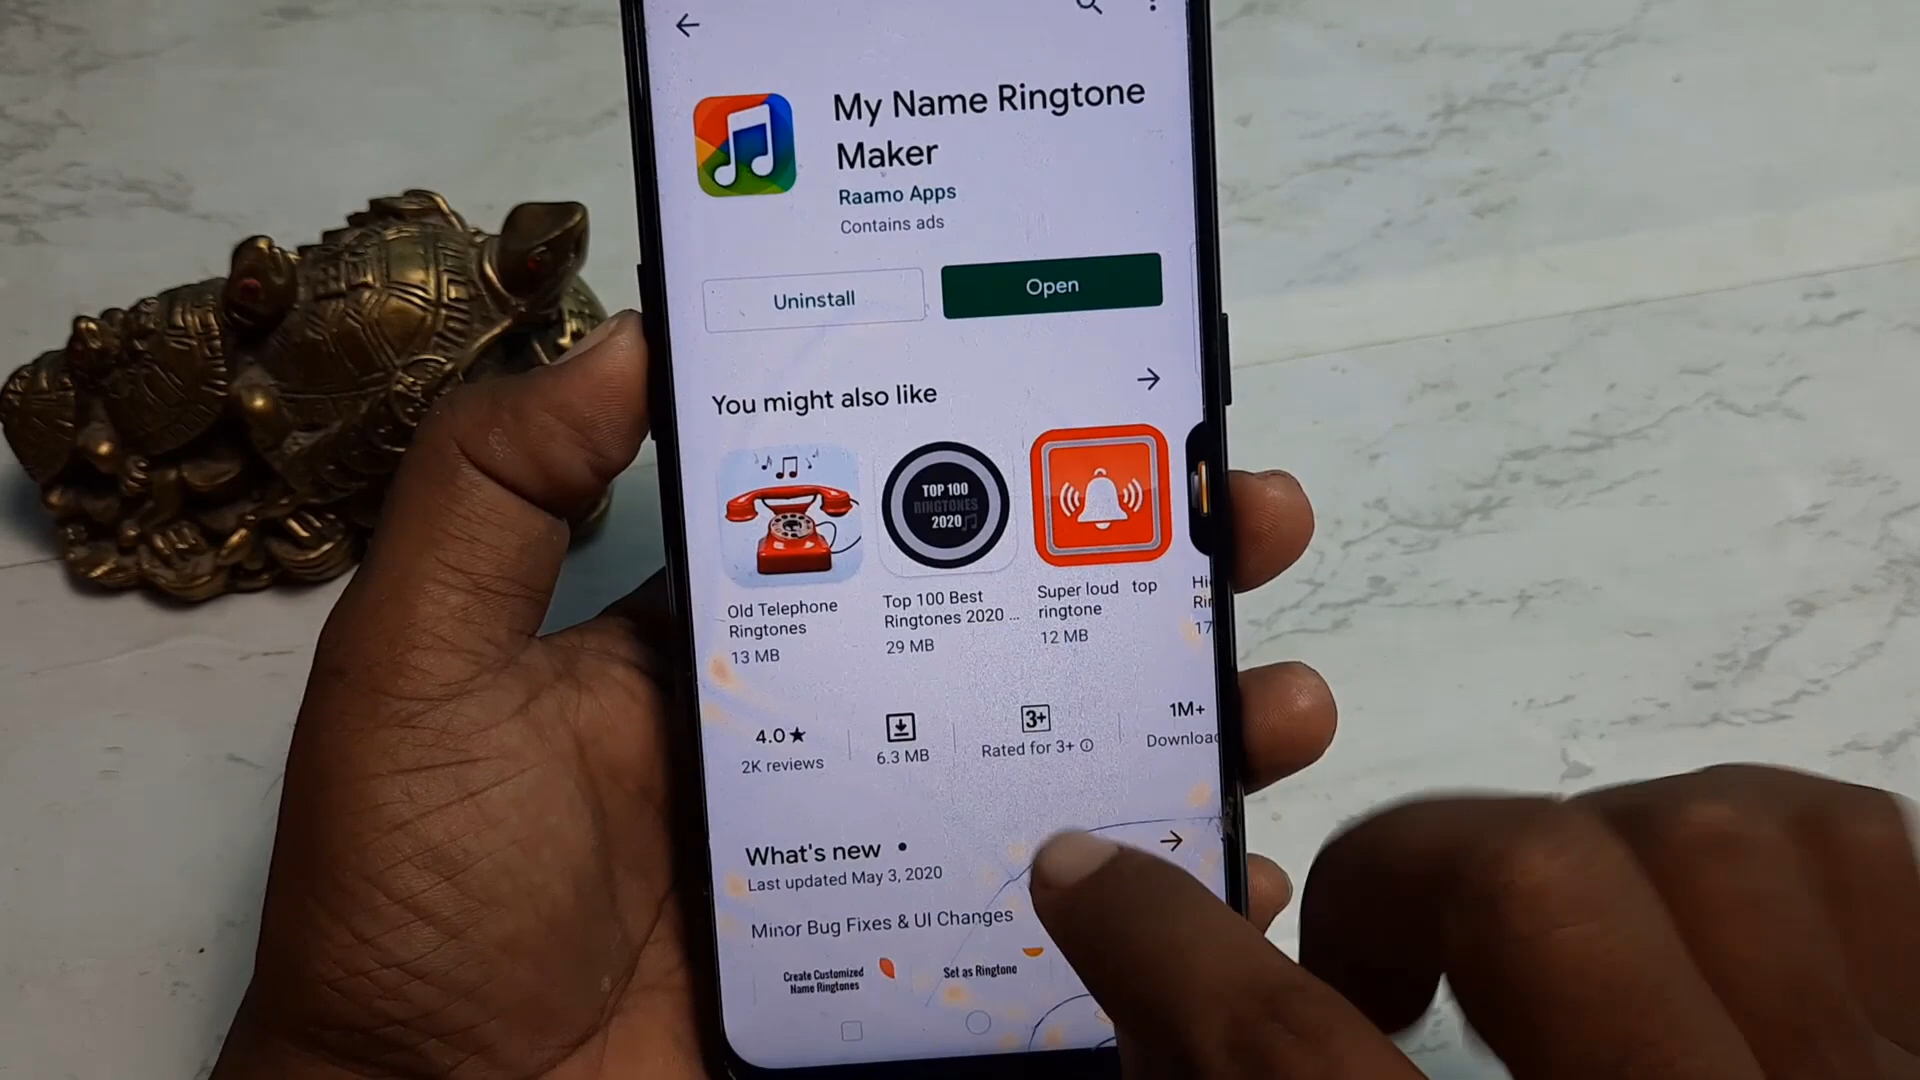 My Name Ringtone
Maker
Raamo Apps
Contains ads
Uninstall
Open
You might also like
TOP 100
RINGTONES
2020
Old Telephone
Ringtones
13 MB
Top 100 Best
Ringtones 2020 ...
29 MB
Super loud top
ringtone
12 MB
4.0★
2K reviews
6.3 MB
3+
Rated for 3+
1M+
What's new •
Last updated May 3, 2020
Minor Bug Fixes & UI Changes
Create Customized
Name Ringtones
Set as Ringtone